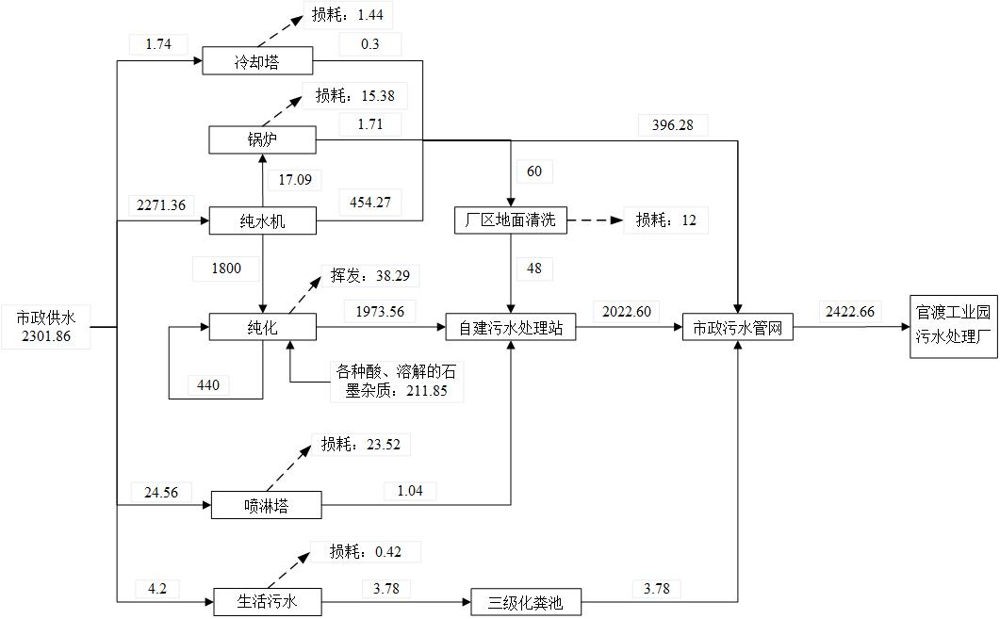 损耗：1.44
1.74
0.3
冷却塔
损耗：15.38
1.71
396.28
锅炉
17.09
60
2271.36
454.27
纯水机
厂区地面清洗
损耗：12
1800
48
挥发：38.29
市政供水
2301.86
纯化
1973.56
自建污水处理站
2022.60
市政污水管网
2422.66
官渡工业园
污水处理厂
440
各种酸、溶解的石
墨杂质：211.85
损耗：23.52
24.56
1.04
喷淋塔
损耗：0.42
4.2
3.78
3.78
生活污水
三级化粪池